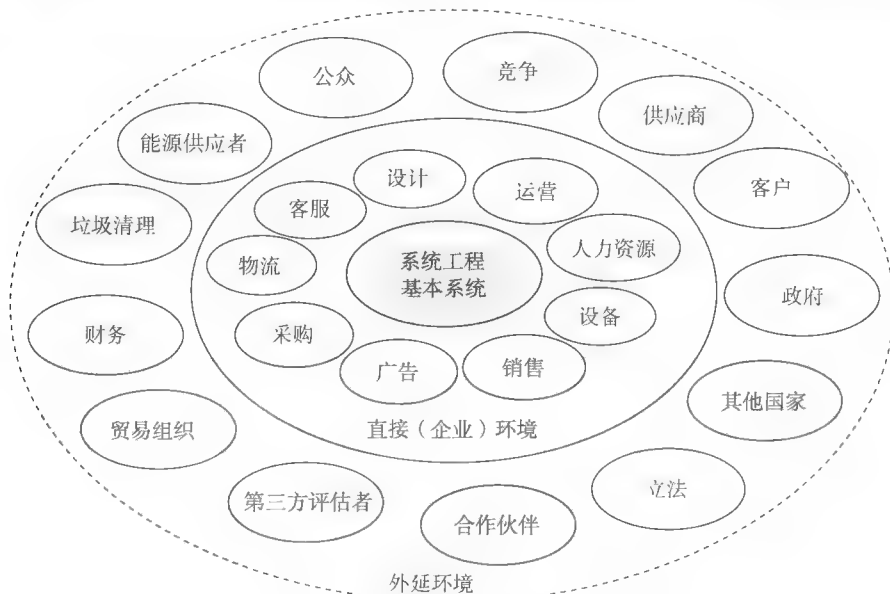 公众
竞争
供应商
能源供应者
客户
垃圾清理
设计
运营
客服
人力资源
物流
系统工程
基本系统
政府
设备
财务
采购
广告
销售
其他国家
贸易组织
直接（企业）环境
第三方评估者
立法
合作伙伴
外延环境